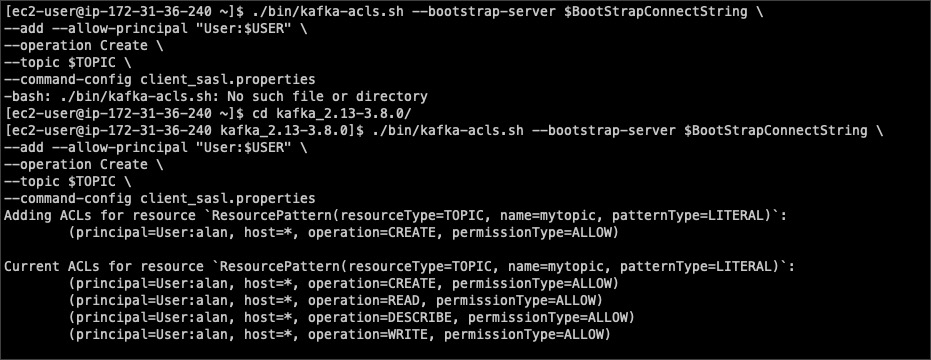 [ec2-user@ip-172-31-36-240 ~]$ ./bin/kafka-acls.sh --bootstrap-server $BootStrapConnectString \
--add --allow-principal "User:$USER" \
--operation Create \
--topic $TOPIC \
--command-config client_sasl.properties
-bash: ./bin/kafka-acls.sh: No such file or directory
[ec2-user@ip-172-31-36-240 ~]$ cd kafka_2.13-3.8.0/
[ec2-user@ip-172-31-36-240 kafka_2.13-3.8.0]$ ./bin/kafka-acls.sh --bootstrap-server $BootStrapConnectString \
--add --allow-principal "User:$USER" \
--operation Create \
--topic $TOPIC \
--command-config client_sasl.properties
Adding ACLs for resource `ResourcePattern(resourceType=TOPIC, name=mytopic, patternType=LITERAL)`:
        (principal=User:alan, host=*, operation=CREATE, permissionType=ALLOW)
Current ACLs for resource `ResourcePattern(resourceType=TOPIC, name=mytopic, patternType=LITERAL)`:
        (principal=User:alan, host=*, operation=CREATE, permissionType=ALLOW)
        (principal=User:alan, host=*, operation=READ, permissionType=ALLOW)
        (principal=User:alan, host=*, operation=DESCRIBE, permissionType=ALLOW)
        (principal=User:alan, host=*, operation=WRITE, permissionType=ALLOW)